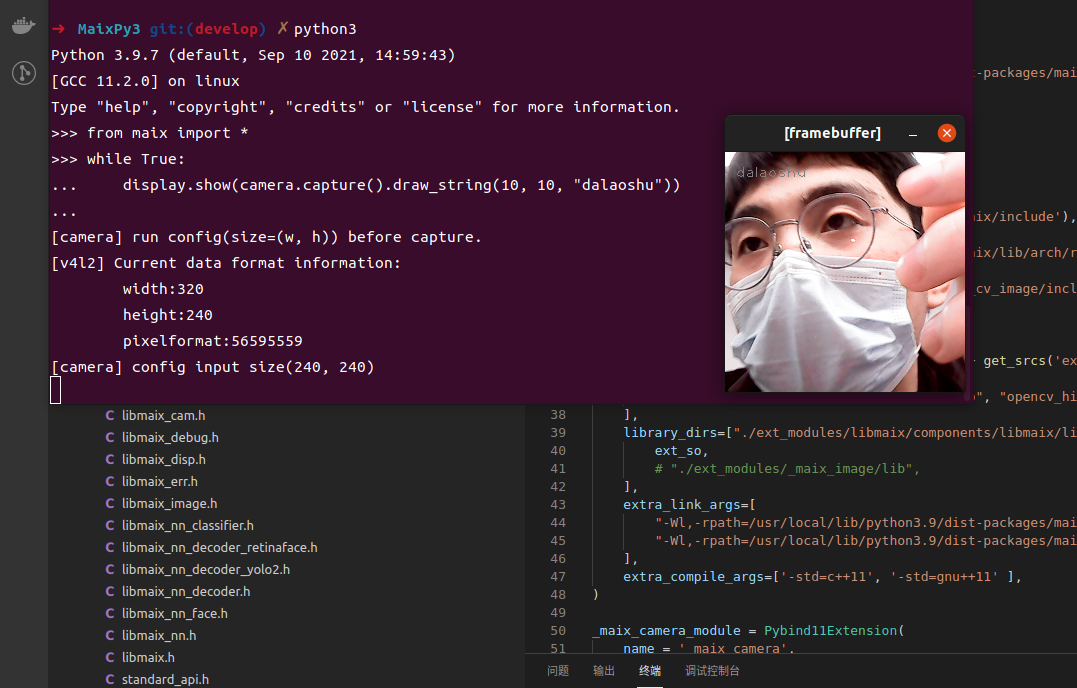 ➜ MaixPy3 git:(develop) ✗ python3
Python 3.9.7 (default, Sep 10 2021, 14:59:43)
[GCC 11.2.0] on linux
Type "help", "copyright", "credits" or "license" for more information.
>>> from maix import *
>>> while True:
...     display.show(camera.capture().draw_string(10, 10, "dalaoshu"))
...
[camera] run config(size=(w, h)) before capture.
[v4l2] Current data format information:
        width:320
        height:240
        pixelformat:56595559
[camera] config input size(240, 240)
[framebuffer]
dalaoshu
-packages/mai
ix/include'),
ix/lib/arch/r
cv_image/incl
get_srcs('ex
", "opencv_hi
libmaix_cam.h
libmaix_debug.h
libmaix_disp.h
libmaix_err.h
libmaix_image.h
libmaix_nn_classifier.h
libmaix_nn_decoder_retinaface.h
libmaix_nn_decoder_yolo2.h
libmaix_nn_decoder.h
libmaix_nn_face.h
libmaix_nn.h
libmaix.h
standard_api.h
38     ],
39     library_dirs=["./ext_modules/libmaix/components/libmaix/li
40         ext_so,
41         # "./ext_modules/_maix_image/lib",
42     ],
43     extra_link_args=[
44         "-Wl,-rpath=/usr/local/lib/python3.9/dist-packages/mai
45         "-Wl,-rpath=/usr/local/lib/python3.9/dist-packages/mai
46     ],
47     extra_compile_args=['-std=c++11', '-std=gnu++11' ],
48 )
49
50 _maix_camera_module = Pybind11Extension(
51     name = '_maix_camera',
问题 输出 终端 调试控制台